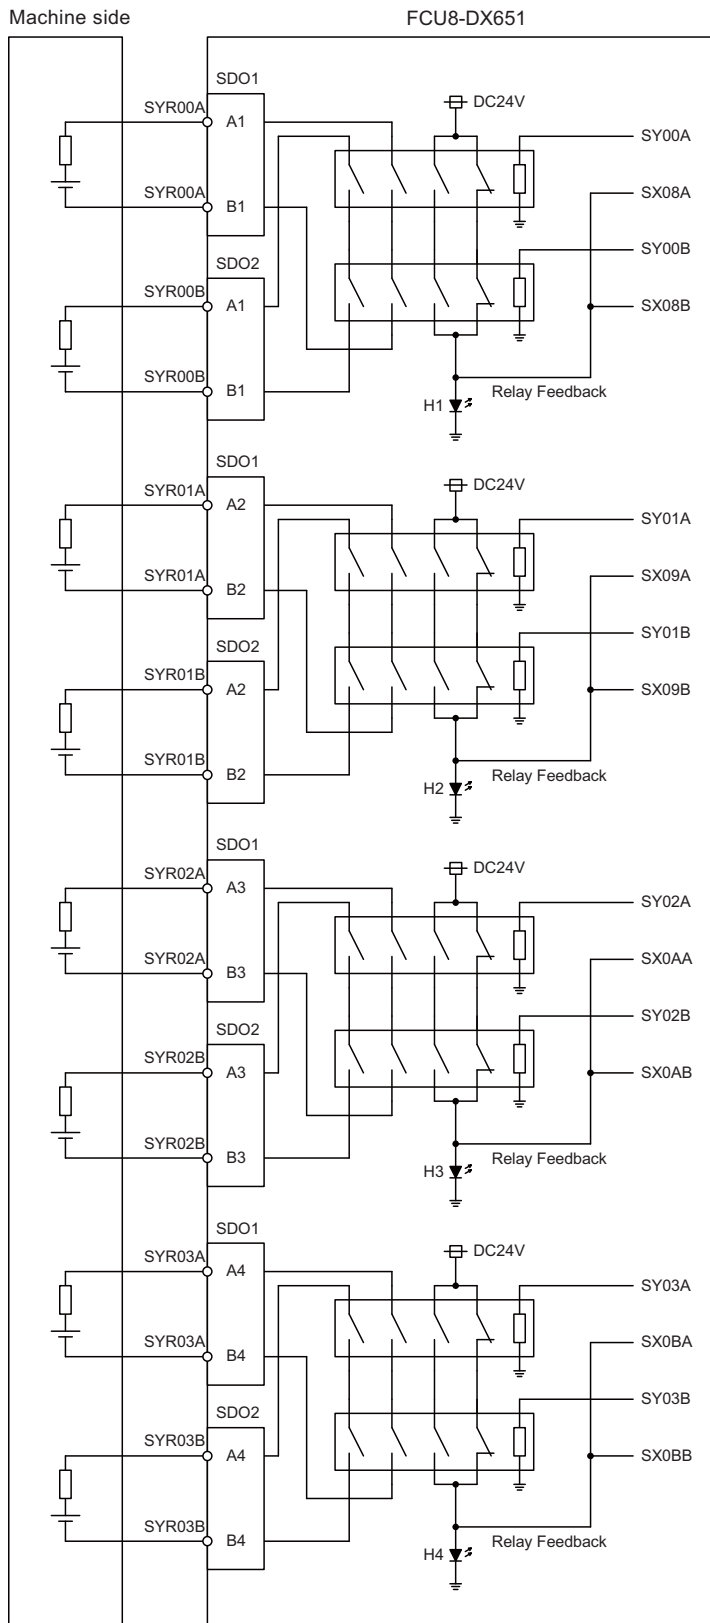 Machine side
FCU8-DX651
SDO1
SYR00A
A1
DC24V
SY00A
SX08A
SYR00A
B1
SY00B
SDO2
SYR00B
A1
SX08B
SYR00B
B1
Relay Feedback
H1
SDO1
SYR01A
A2
DC24V
SY01A
SX09A
SYR01A
B2
SY01B
SDO2
SYR01B
A2
SX09B
SYR01B
B2
Relay Feedback
H2
SDO1
SYR02A
A3
DC24V
SY02A
SX0AA
SYR02A
B3
SY02B
SDO2
SYR02B
A3
SX0AB
SYR02B
B3
Relay Feedback
H3
SDO1
SYR03A
A4
DC24V
SY03A
SX0BA
SYR03A
B4
SY03B
SDO2
SYR03B
A4
SX0BB
SYR03B
B4
Relay Feedback
H4